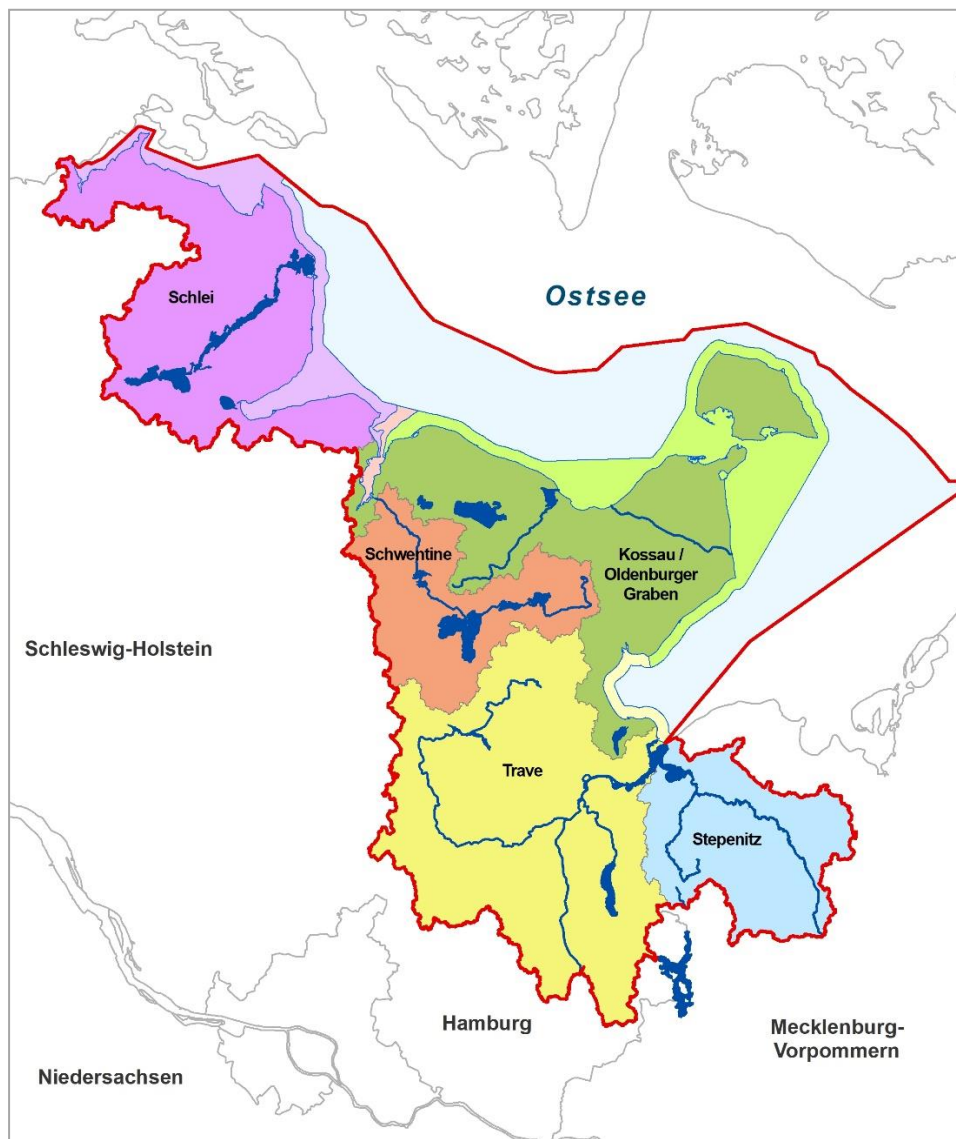 Ostsee
Schlei
Schwentine
Kossau /
Oldenburger
Graben
Schleswig-Holstein
Trave
Stepenitz
Hamburg
Mecklenburg-
Vorpommern
Niedersachsen